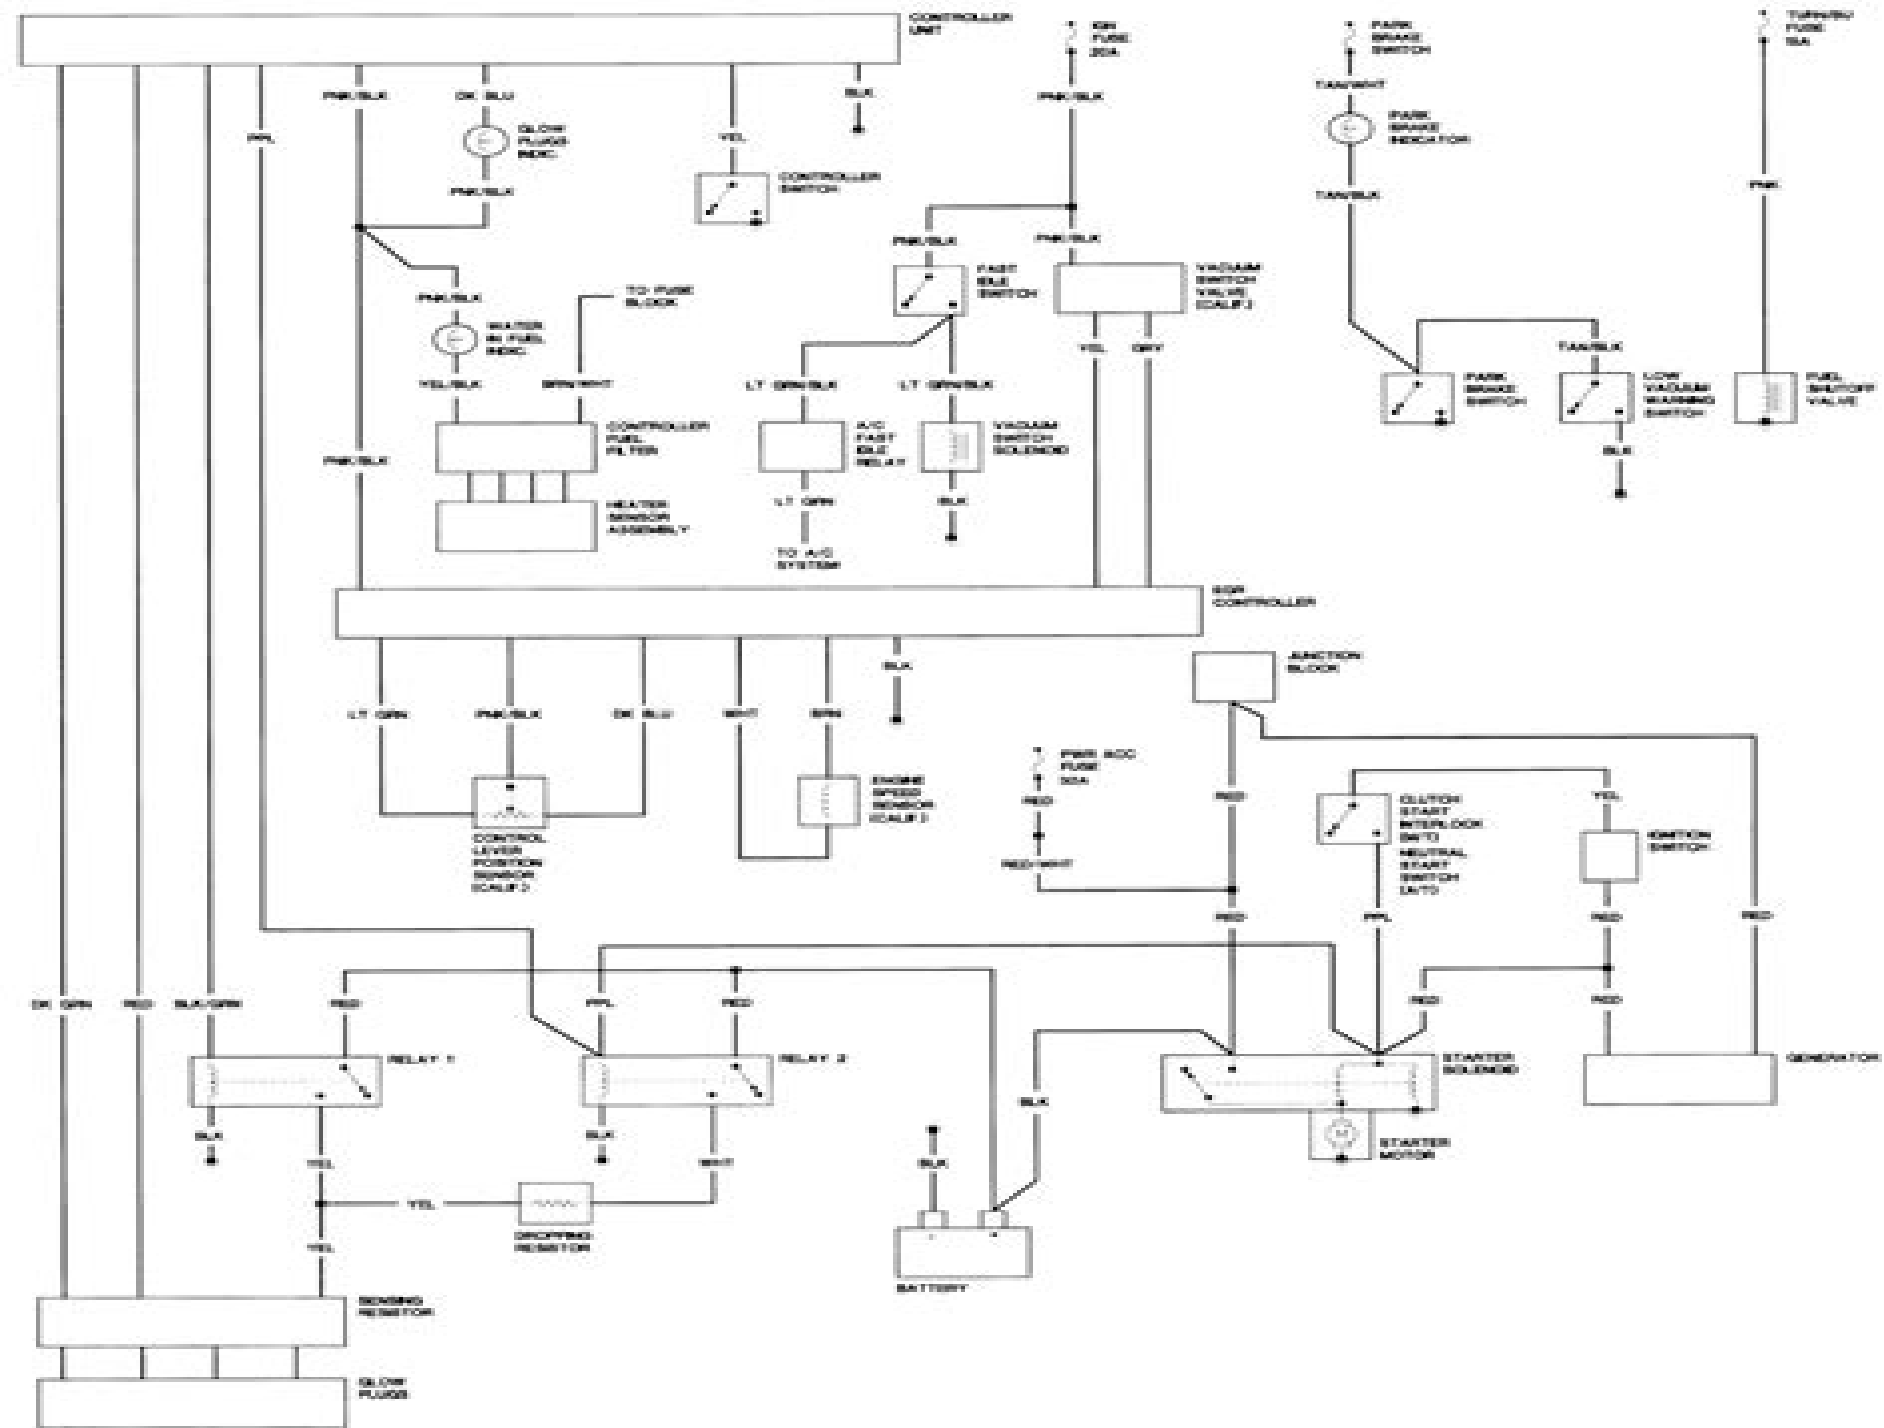 CONTROLLER
UNIT
IGN
FUSE
20A
PARK
BRAKE
SWITCH
FUSE
15A
PNK/BLK
DK BLU
BLK
PNK/BLK
TAN/WHT
PPL
GLOW
PLUGS
INDIC.
YEL
PARK
BRAKE
INDICATOR
PNK/BLK
CONTROLLER
SWITCH
TAN/BLK
PNK
PNK/BLK
PNK/BLK
FAST
IDLE
SWITCH
VACUUM
SWITCH
VALVE
(CALIF.)
PNK/BLK
TO FUSE
BLOCK
WATER
IN FUEL
INDIC.
YEL
GRY
TAN/BLK
YEL/BLK
BRN/WHT
LT GRN/BLK
LT GRN/BLK
PARK
BRAKE
SWITCH
LOW
VACUUM
WARNING
SWITCH
FUEL
SHUTOFF
VALVE
CONTROLLER
FUEL
FILTER
A/C
FAST
IDLE
RELAY
VACUUM
SWITCH
SOLENOID
BLK
PNK/BLK
HEATER
SENSOR
ASSEMBLY
LT GRN
BLK
TO A/C
SYSTEM
EGR
CONTROLLER
BLK
JUNCTION
BLOCK
LT GRN
PNK/BLK
DK BLU
WHT
BRN
PWR ACC
FUSE
RED
ENGINE
SPEED
SENSOR
(CALIF.)
RED
CLUTCH
START
INTERLOCK
(M/T)
NEUTRAL
START
SWITCH
(A/T)
YEL
IGNITION
SWITCH
CONTROL
LEVER
POSITION
SENSOR
(CALIF.)
RED/WHT
RED
PPL
RED
RED
DK GRN
RED
BLK/GRN
RED
PPL
RED
RED
RED
RELAY 1
RELAY 2
STARTER
SOLENOID
GENERATOR
BLK
BLK
BLK
STARTER
MOTOR
YEL
WHT
BLK
YEL
DROPPING
RESISTOR
YEL
BATTERY
SENSING
RESISTOR
GLOW
PLUGS